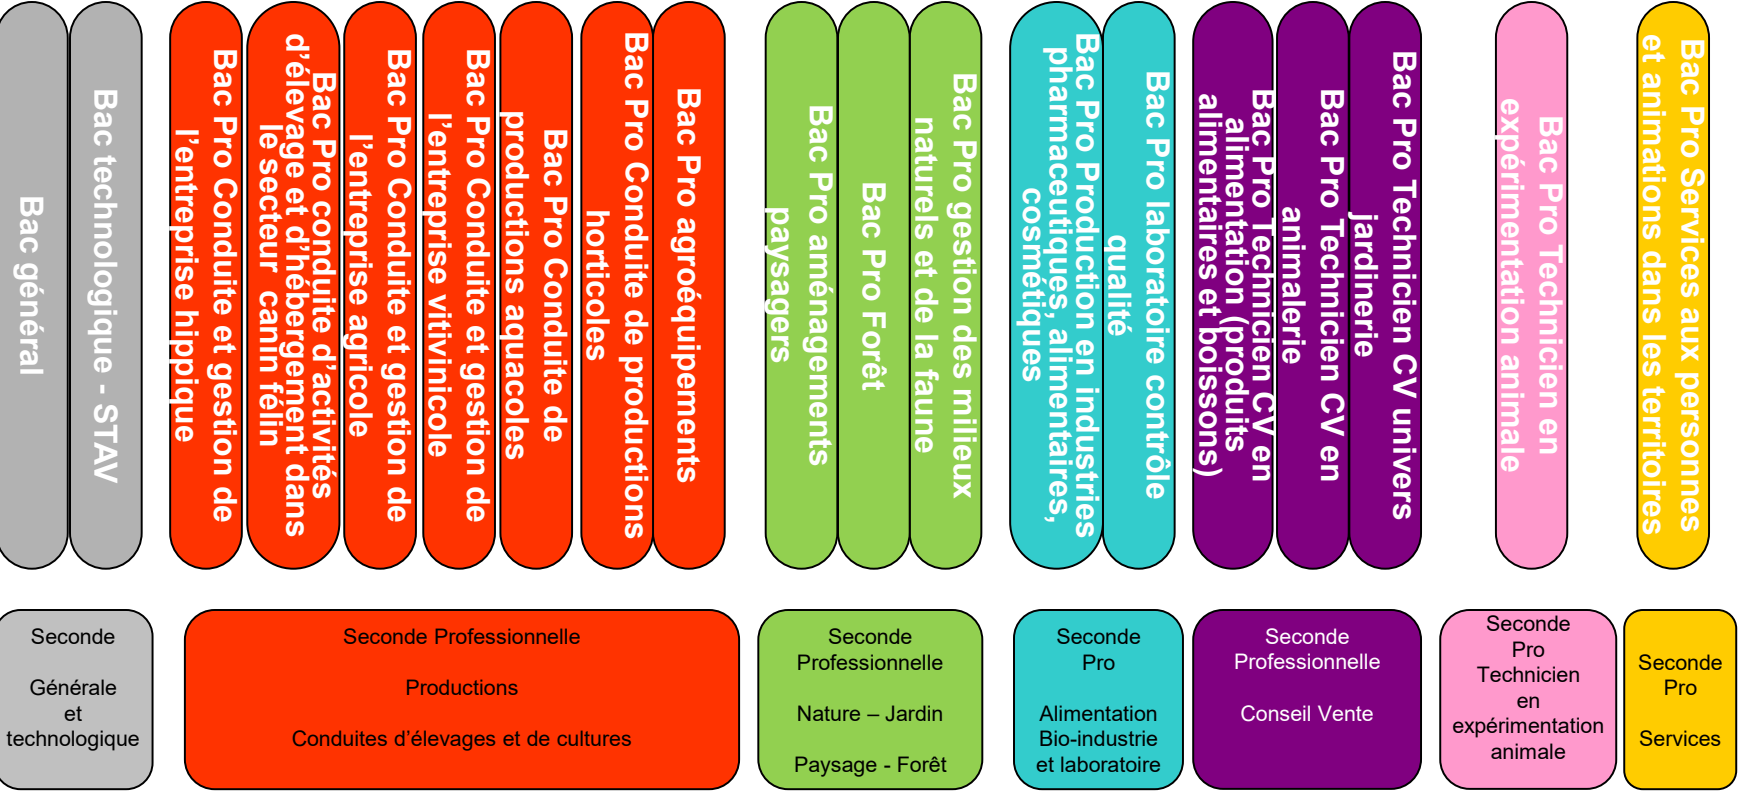 Bac général
Bac technologique - STAV
Bac Pro Conduite et gestion de
l'entreprise hippique
Bac Pro conduite d'activités
d'élevage et d'hébergement dans
le secteur canin félin
Bac Pro Conduite et gestion de
l'entreprise agricole
Bac Pro Conduite et gestion de
l'entreprise vitivinicole
Bac Pro Conduite de
productions aquacoles
Bac Pro Conduite de productions
horticoles
Bac Pro agroéquipements
Bac Pro aménagements
paysagers
Bac Pro Forêt
Bac Pro gestion des milieux
naturels et de la faune
Bac Pro Production en industries
pharmaceutiques, alimentaires,
cosmétiques
Bac Pro laboratoire contrôle
qualité
Bac Pro Technicien CV en
alimentation (produits
alimentaires et boissons)
Bac Pro Technicien CV en
animalerie
Bac Pro Technicien CV univers
jardinerie
Bac Pro Technicien en
expérimentation animale
Bac Pro Services aux personnes
et animations dans les territoires
Seconde
Générale
et
technologique
Seconde Professionnelle
Productions
Conduites d'élevages et de cultures
Seconde
Professionnelle
Nature – Jardin
Paysage - Forêt
Seconde
Pro
Alimentation
Bio-industrie
et laboratoire
Seconde
Professionnelle
Conseil Vente
Seconde
Pro
Technicien
en
expérimentation
animale
Seconde
Pro
Services